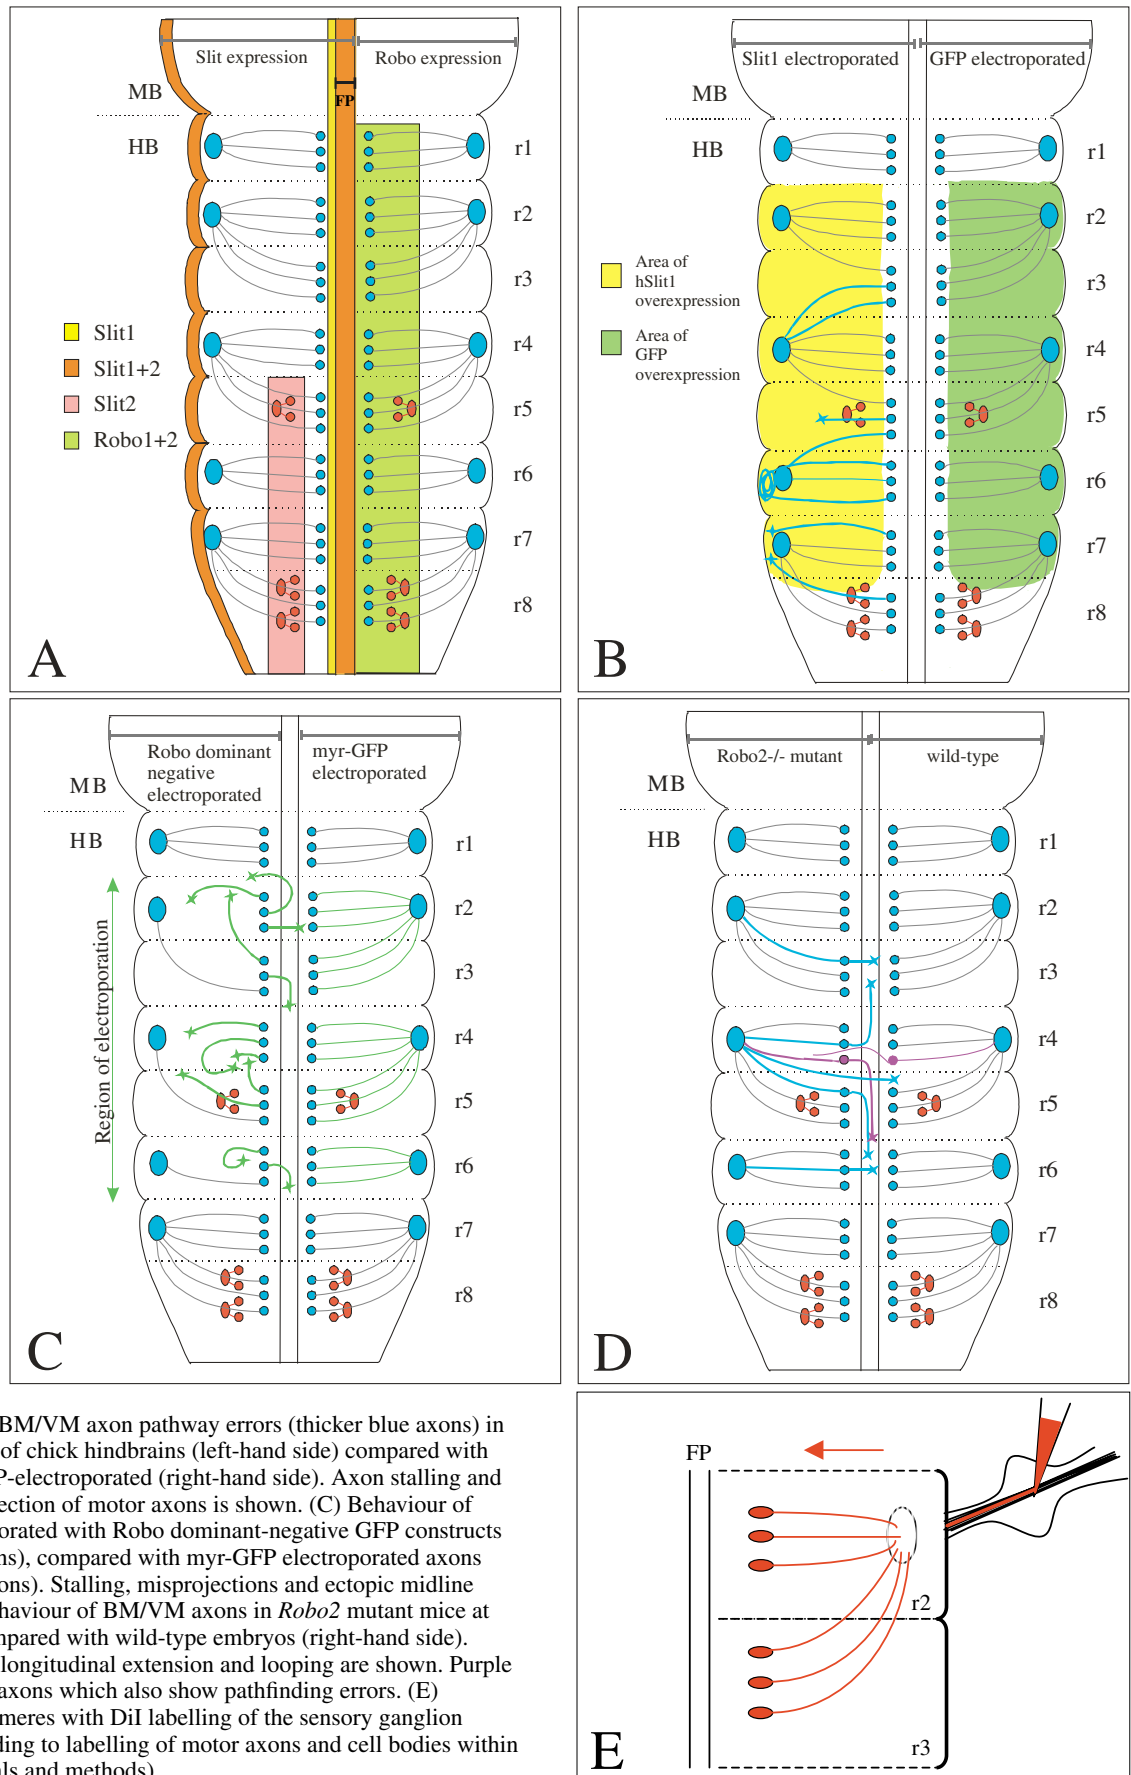 Slit expression
Robo expression
FP
MB
HB
r1
r2
r3
r4
r5
r6
r7
r8
Slit1
Slit1+2
Slit2
Robo1+2
A
Slit1 electroporated
GFP electroporated
MB
HB
r1
r2
r3
r4
r5
r6
r7
r8
Area of
hSlit1
overexpression
Area of
GFP
overexpression
B
Robo dominant
negative
electroporated
myr-GFP
electroporated
MB
HB
Region of electroporation
r1
r2
r3
r4
r5
r6
r7
r8
C
Robo2-/- mutant
wild-type
MB
HB
r1
r2
r3
r4
r5
r6
r7
r8
D
BM/VM axon pathway errors (thicker blue axons) in
of chick hindbrains (left-hand side) compared with
P-electroporated (right-hand side). Axon stalling and
ection of motor axons is shown. (C) Behaviour of
orated with Robo dominant-negative GFP constructs
ns), compared with myr-GFP electroporated axons
ons). Stalling, misprojections and ectopic midline
haviour of BM/VM axons in Robo2 mutant mice at
mpared with wild-type embryos (right-hand side).
longitudinal extension and looping are shown. Purple
axons which also show pathfinding errors. (E)
meres with DiI labelling of the sensory ganglion
ding to labelling of motor axons and cell bodies within
ls and methods)
FP
r2
r3
E